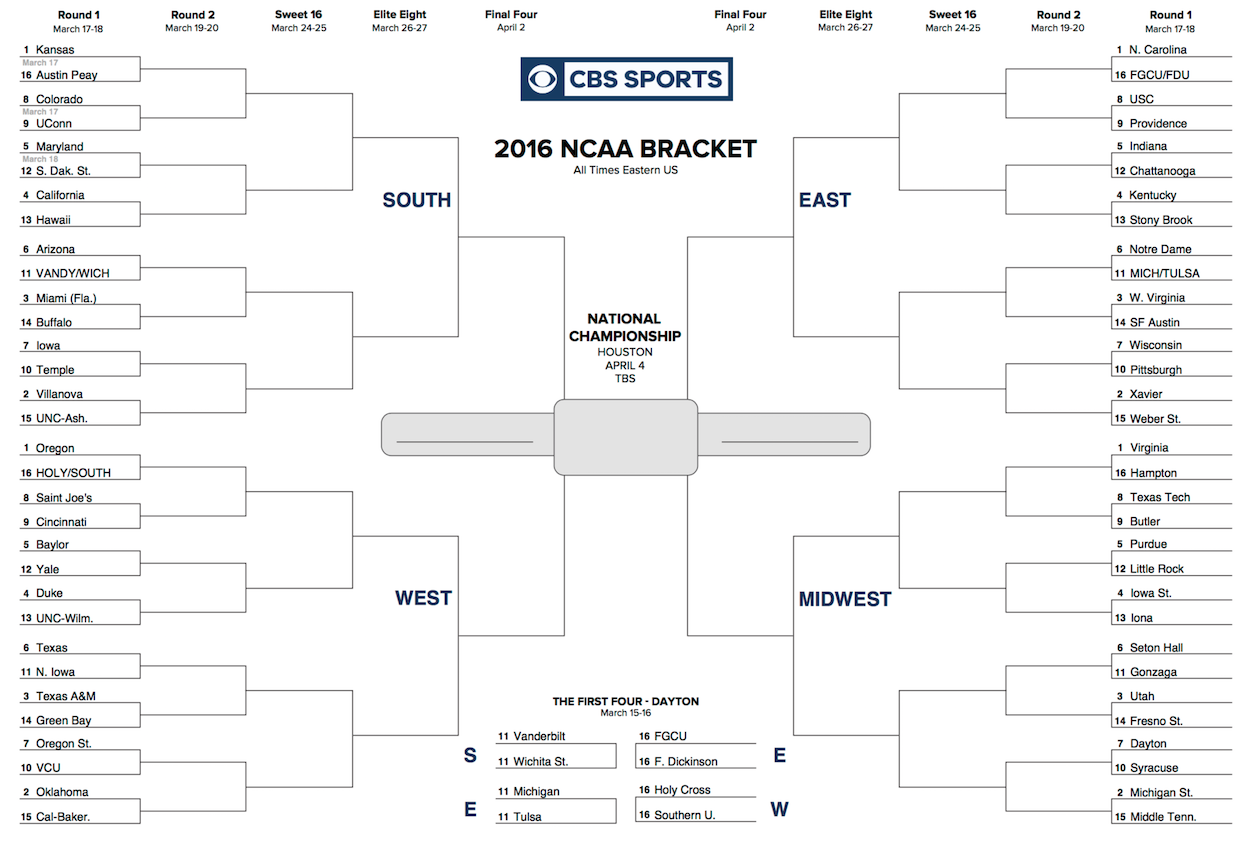 Round 1
March 17-18
Round 2
March 19-20
Sweet 16
March 24-25
Elite Eight
March 26-27
Final Four
April 2
Final Four
April 2
Elite Eight
March 26-27
Sweet 16
March 24-25
Round 2
March 19-20
Round 1
March 17-18
CBS SPORTS
2016 NCAA BRACKET
All Times Eastern US
SOUTH
1 Kansas
March 17
16 Austin Peay
8 Colorado
March 17
9 UConn
5 Maryland
March 18
12 S. Dak. St.
4 California
13 Hawaii
6 Arizona
11 VANDY/WICH
3 Miami (Fla.)
14 Buffalo
7 Iowa
10 Temple
2 Villanova
15 UNC-Ash.
WEST
1 Oregon
16 HOLY/SOUTH
8 Saint Joe's
9 Cincinnati
5 Baylor
12 Yale
4 Duke
13 UNC-Wilm.
6 Texas
11 N. Iowa
3 Texas A&M
14 Green Bay
7 Oregon St.
10 VCU
2 Oklahoma
15 Cal-Baker.
NATIONAL
CHAMPIONSHIP
HOUSTON
APRIL 4
TBS
EAST
1 N. Carolina
16 FGCU/FDU
8 USC
9 Providence
5 Indiana
12 Chattanooga
4 Kentucky
13 Stony Brook
6 Notre Dame
11 MICH/TULSA
3 W. Virginia
14 SF Austin
7 Wisconsin
10 Pittsburgh
2 Xavier
15 Weber St.
MIDWEST
1 Virginia
16 Hampton
8 Texas Tech
9 Butler
5 Purdue
12 Little Rock
4 Iowa St.
13 Iona
6 Seton Hall
11 Gonzaga
3 Utah
14 Fresno St.
7 Dayton
10 Syracuse
2 Michigan St.
15 Middle Tenn.
THE FIRST FOUR - DAYTON
March 15-16
S
11 Vanderbilt
11 Wichita St.
16 FGCU
16 F. Dickinson
E
E
11 Michigan
11 Tulsa
16 Holy Cross
16 Southern U.
W